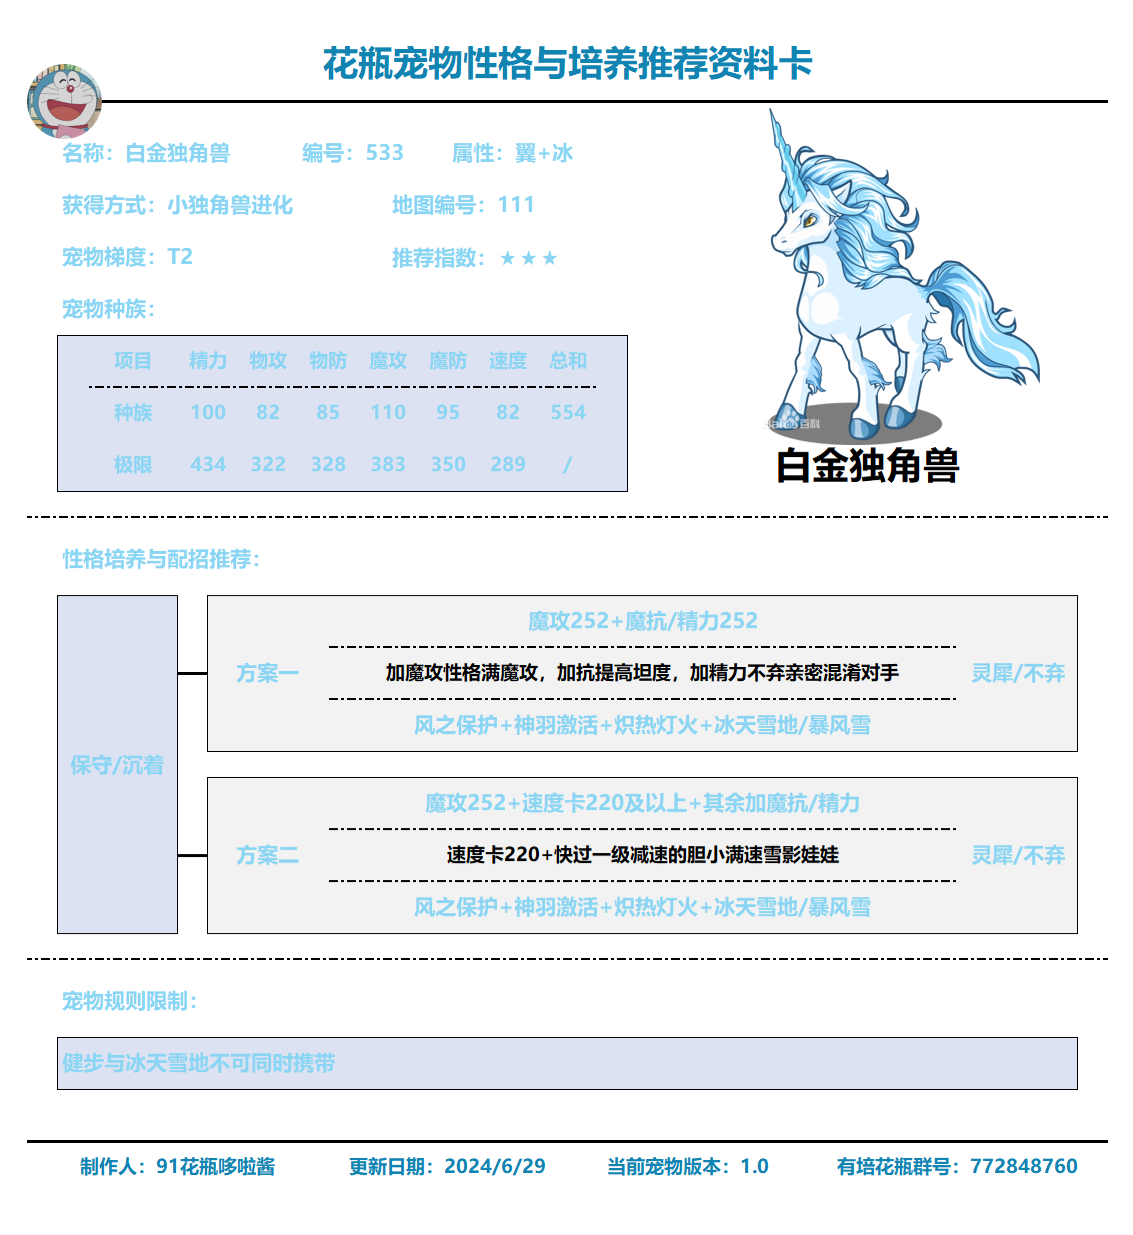 花瓶宠物性格与培养推荐资料卡
名称：白金独角兽 编号：533 属性：翼+冰
获得方式：小独角兽进化 地图编号：111
宠物梯度：T2 推荐指数：★★★
宠物种族：
项目 精力 物攻 物防 魔攻 魔防 速度 总和
种族 100 82 85 110 95 82 554
极限 434 322 328 383 350 289 /
Baidu百科
白金独角兽
性格培养与配招推荐：
保守/沉着
方案一
魔攻252+魔抗/精力252
加魔攻性格满魔攻，加抗提高坦度，加精力不弃亲密混淆对手
风之保护+神羽激活+炽热灯火+冰天雪地/暴风雪
灵犀/不弃
方案二
魔攻252+速度卡220及以上+其余加魔抗/精力
速度卡220+快过一级减速的胆小满速雪影娃娃
风之保护+神羽激活+炽热灯火+冰天雪地/暴风雪
灵犀/不弃
宠物规则限制：
健步与冰天雪地不可同时携带
制作人：91花瓶哆啦酱 更新日期：2024/6/29 当前宠物版本：1.0 有培花瓶群号：772848760